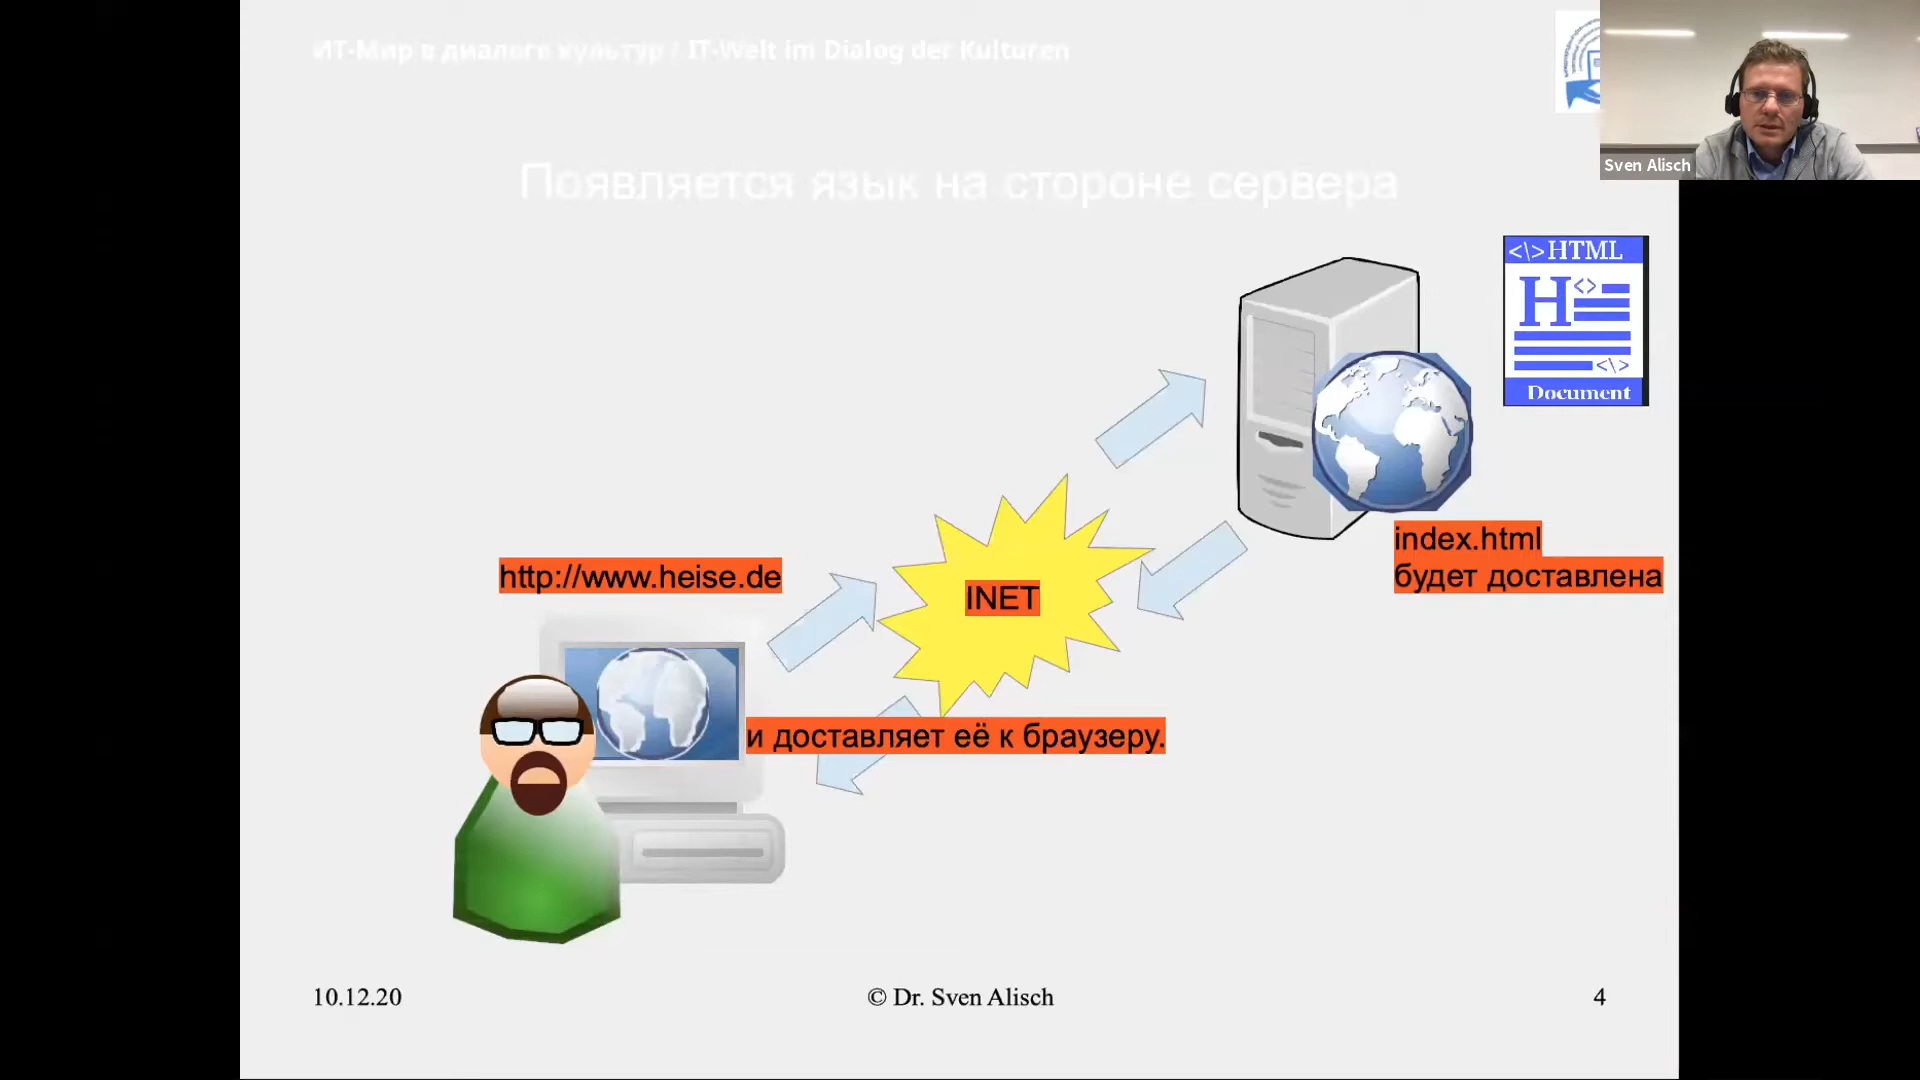 ИТ-Мир в диалоге культур / IT-Welt im Dialog der Kulturen
Sven Alisch
Появляется язык на стороне сервера
<\>HTML
H<>
<\>
Document
index.html
будет доставлена
http://www.heise.de
INET
и доставляет её к браузеру.
10.12.20
© Dr. Sven Alisch
4